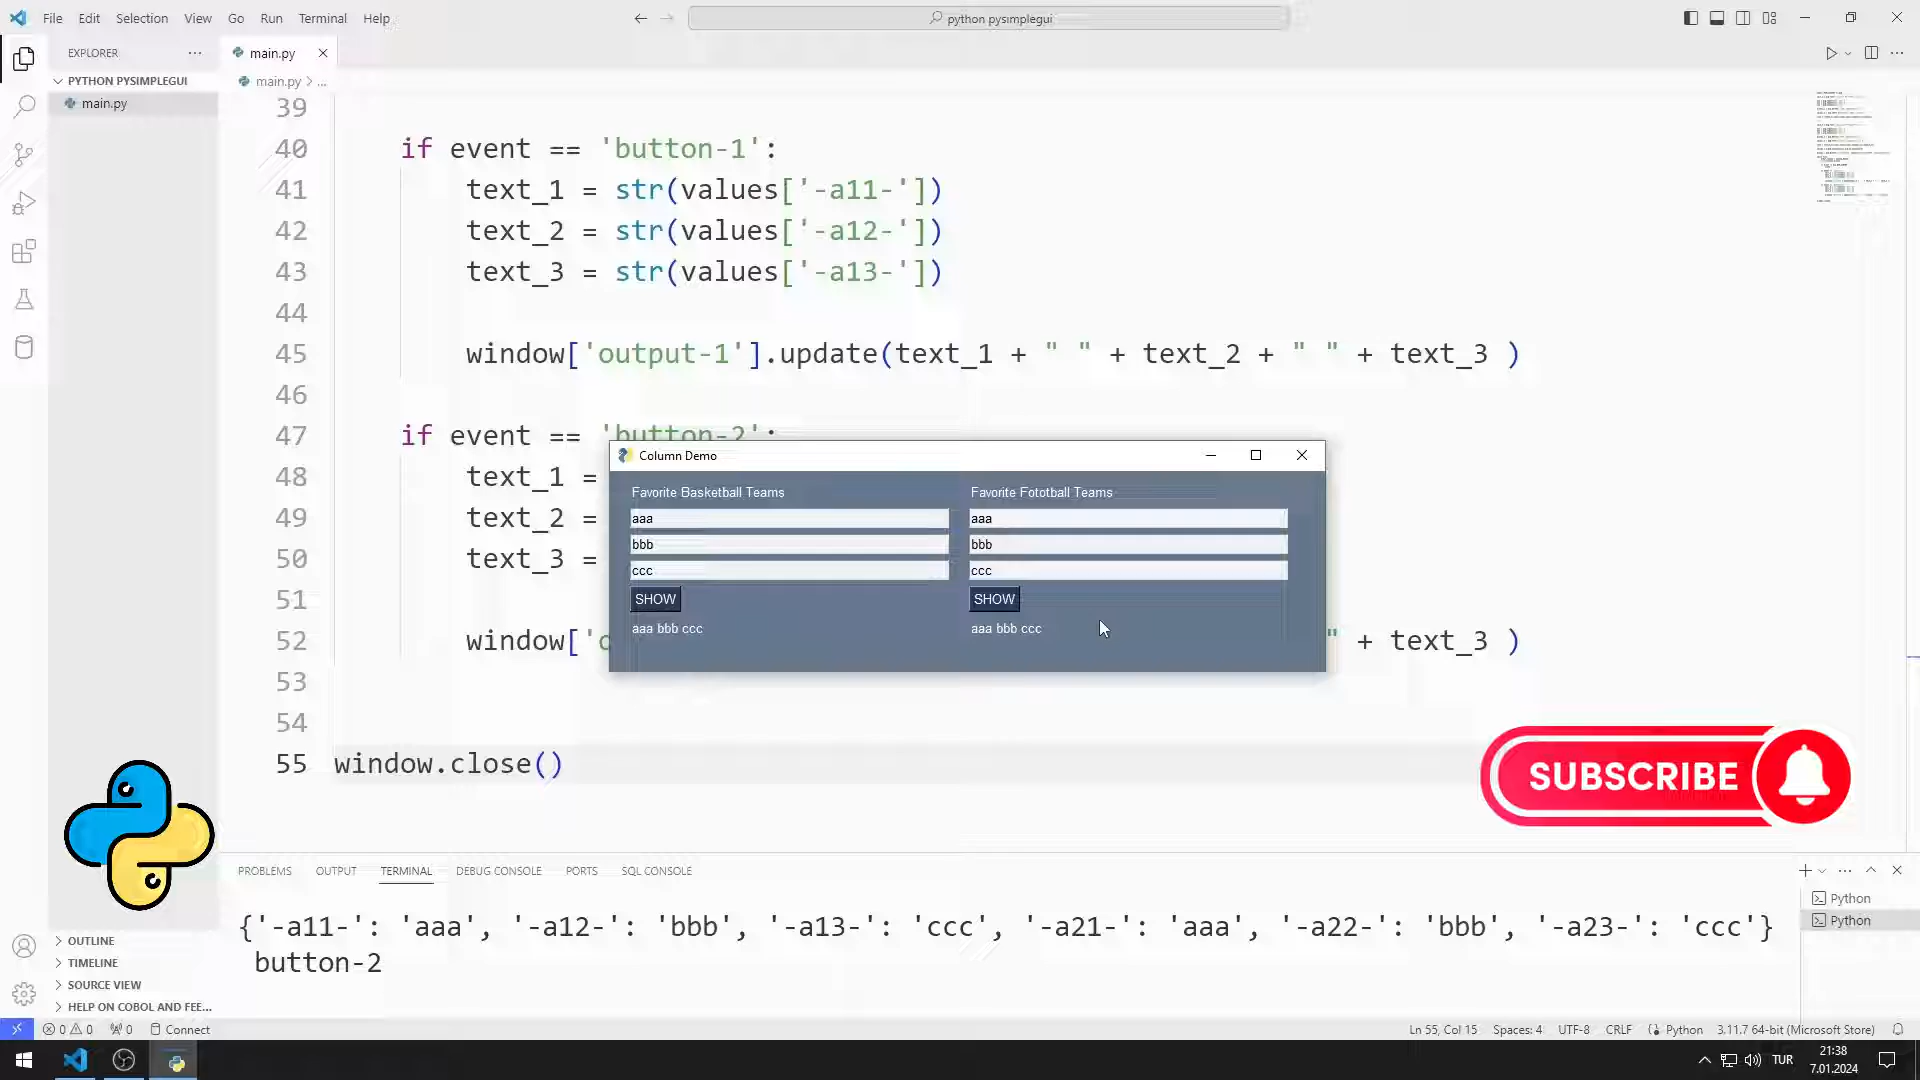 File Edit Selection View Go Run Terminal Help
python pysimplegui
EXPLORER
main.py
PYTHON PYSIMPLEGUI
main.py > ...
main.py
39
40 if event == 'button-1':
41 text_1 = str(values['-a11-'])
42 text_2 = str(values['-a12-'])
43 text_3 = str(values['-a13-'])
44
45 window['output-1'].update(text_1 + " " + text_2 + " " + text_3 )
46
47 if event == 'button-2':
48 text_1 =
49 text_2 =
50 text_3 =
51
52 window[' " + text_3 )
53
54
55 window.close()
Column Demo
Favorite Basketball Teams
Favorite Fototball Teams
aaa
aaa
bbb
bbb
ccc
ccc
SHOW
SHOW
aaa bbb ccc
aaa bbb ccc
SUBSCRIBE
PROBLEMS OUTPUT TERMINAL DEBUG CONSOLE PORTS SQL CONSOLE
{'-a11-': 'aaa', '-a12-': 'bbb', '-a13-': 'ccc', '-a21-': 'aaa', '-a22-': 'bbb', '-a23-': 'ccc'}
button-2
Python
Python
OUTLINE
TIMELINE
SOURCE VIEW
HELP ON COBOL AND FEE...
0 0 0 Connect
Ln 55, Col 15 Spaces: 4 UTF-8 CRLF Python 3.11.7 64-bit (Microsoft Store)
TUR
21:38
7.01.2024